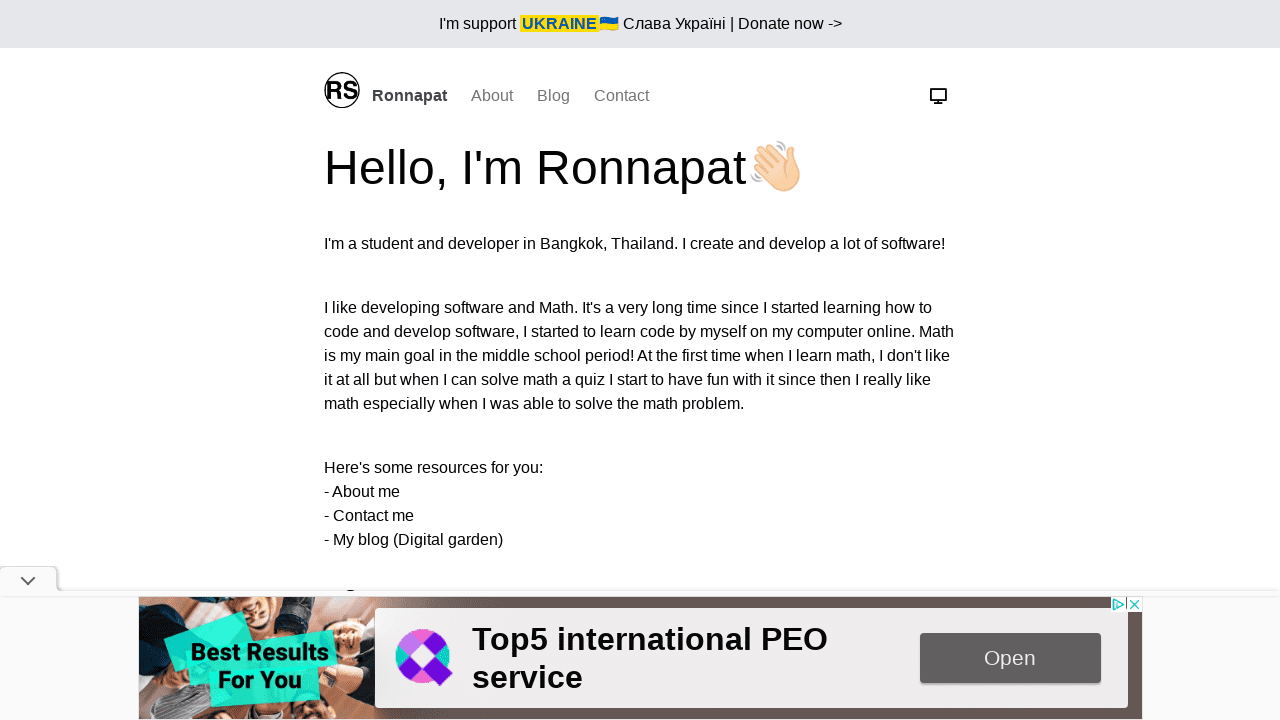 I'm support UKRAINE🇺🇦 Слава Україні | Donate now ->
RS Ronnapat About Blog Contact
Hello, I'm Ronnapat👋🏻
I'm a student and developer in Bangkok, Thailand. I create and develop a lot of software!
I like developing software and Math. It's a very long time since I started learning how to
code and develop software, I started to learn code by myself on my computer online. Math
is my main goal in the middle school period! At the first time when I learn math, I don't like
it at all but when I can solve math a quiz I start to have fun with it since then I really like
math especially when I was able to solve the math problem.
Here's some resources for you:
- About me
- Contact me
- My blog (Digital garden)
Best Results
For You
Top5 international PEO
service
Open